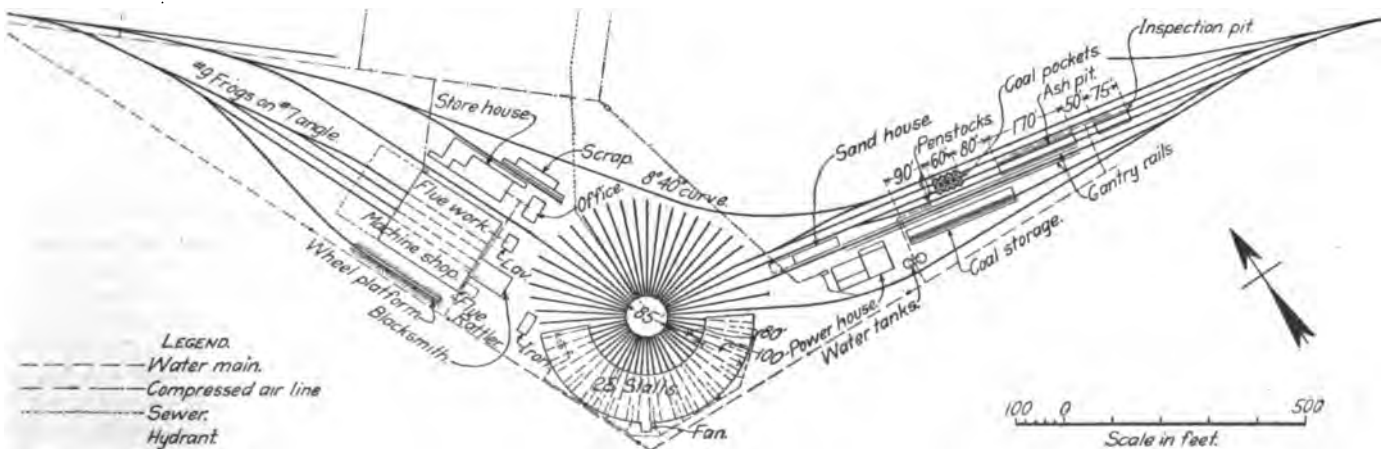 #9 Frogs on #7 angle
Store house
Scrap.
Office.
Flue work.
Machine shop.
Lav
Wheel platform.
Blacksmith.
Flue
Rattler.
Iron
8°40' curve.
85'
25 Stalls
80'
100'
Fan.
Power house.
Water tanks.
Sand house.
Penstocks.
Coal pockets.
Ash pit.
Inspection pit.
90'
60'
80'
170'
50'
75'
Gantry rails
Coal storage.
LEGEND.
Water main.
Compressed air line
Sewer.
Hydrant
100 0 500
Scale in feet.